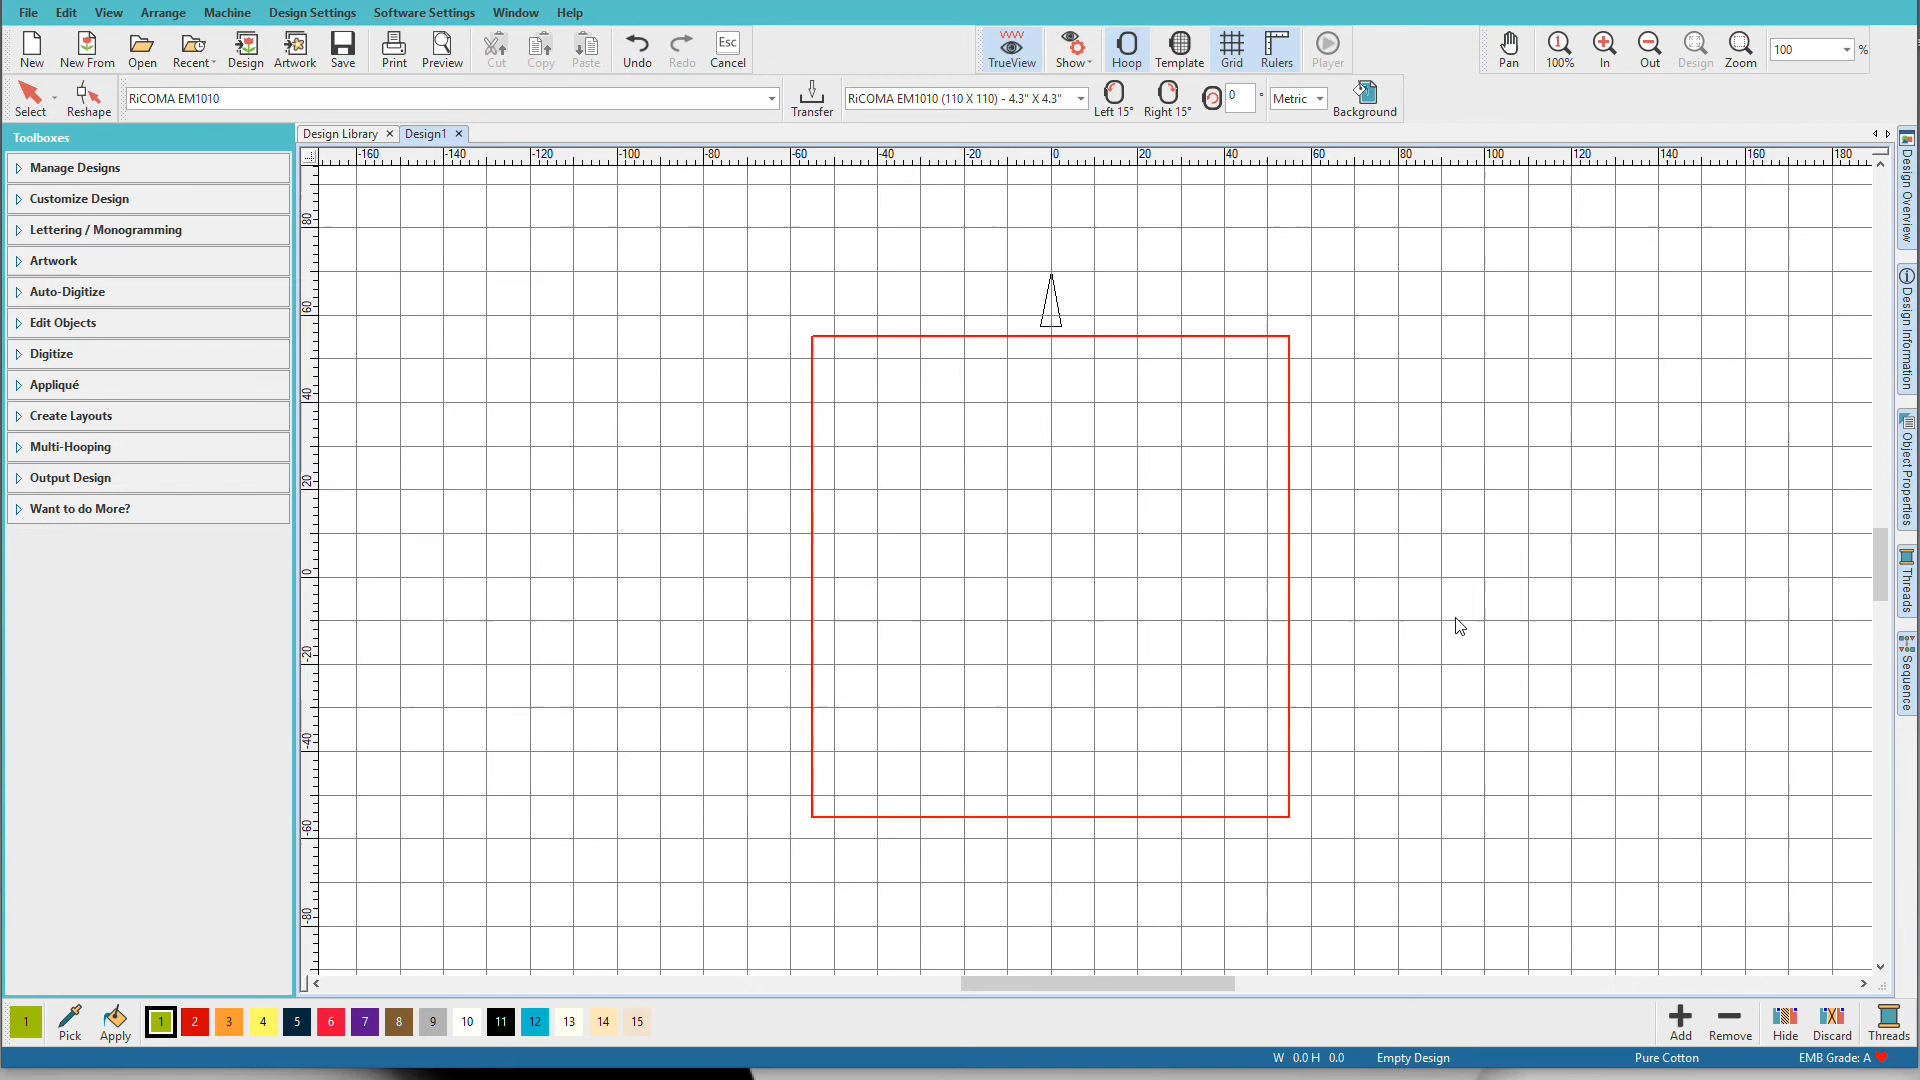 File Edit View Arrange Machine Design Settings Software Settings Window Help
New New From Open Recent Design Artwork Save Print Preview Cut Copy Paste Undo Redo Esc Cancel TrueView Show Hoop Template Grid Rulers Player Pan 1 100% In Out Design Zoom 100 %
Select Reshape RiCOMA EM1010 Transfer RiCOMA EM1010 (110 X 110) - 4.3" X 4.3" Left 15° Right 15° 0 ° Metric Background
Toolboxes
Design Library Design1
-160 -140 -120 -100 -80 -60 -40 -20 0 20 40 60 80 100 120 140 160 180
Manage Designs
Customize Design
Lettering / Monogramming
Artwork
Auto-Digitize
Edit Objects
Digitize
Appliqué
Create Layouts
Multi-Hooping
Output Design
Want to do More?
80
60
40
20
0
-20
-40
-60
-80
Design Overview
Design Information
Object Properties
Threads
Sequence
1 Pick Apply 1 2 3 4 5 6 7 8 9 10 11 12 13 14 15 Add Remove Hide Discard Threads
W 0.0 H 0.0 Empty Design Pure Cotton EMB Grade: A